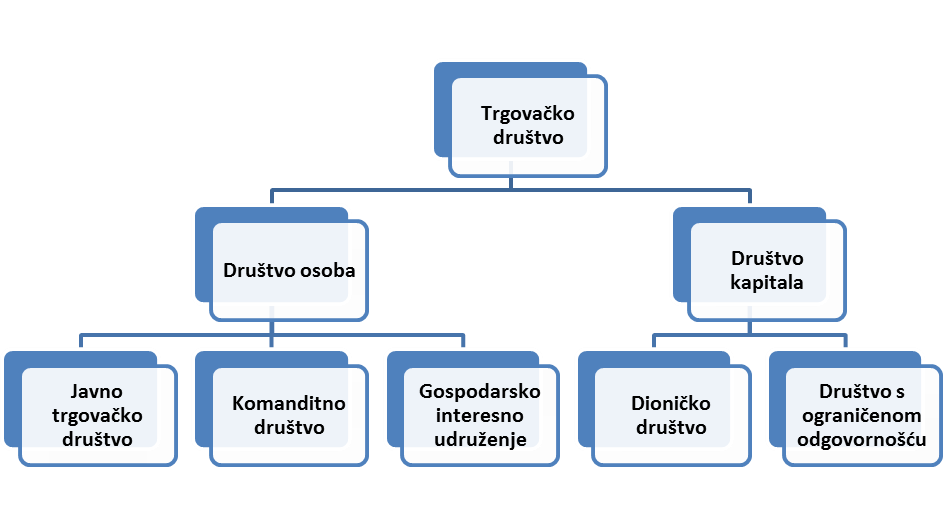 Trgovačko
društvo
Društvo osoba
Društvo
kapitala
Javno
trgovačko
društvo
Komanditno
društvo
Gospodarsko
interesno
udruženje
Dioničko
društvo
Društvo s
ograničenom
odgovornošću